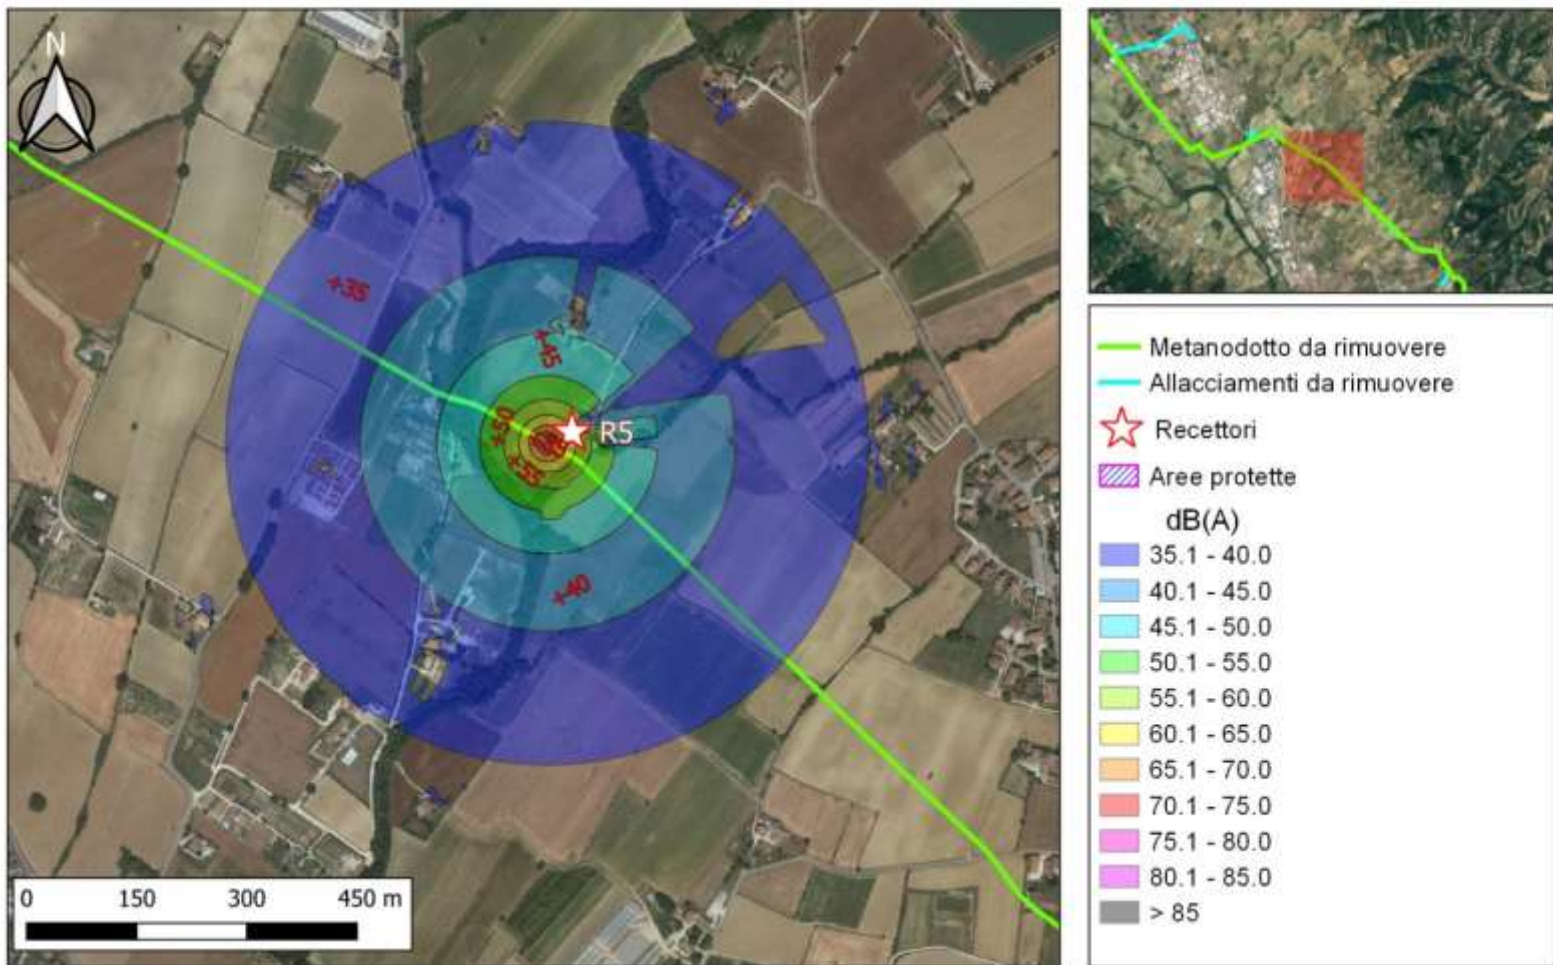 N
+35
+45
+50
R5
+55
+40
0 150 300 450 m
Metanodotto da rimuovere
Allacciamenti da rimuovere
Recettori
Aree protette
dB(A)
35.1 - 40.0
40.1 - 45.0
45.1 - 50.0
50.1 - 55.0
55.1 - 60.0
60.1 - 65.0
65.1 - 70.0
70.1 - 75.0
75.1 - 80.0
80.1 - 85.0
> 85